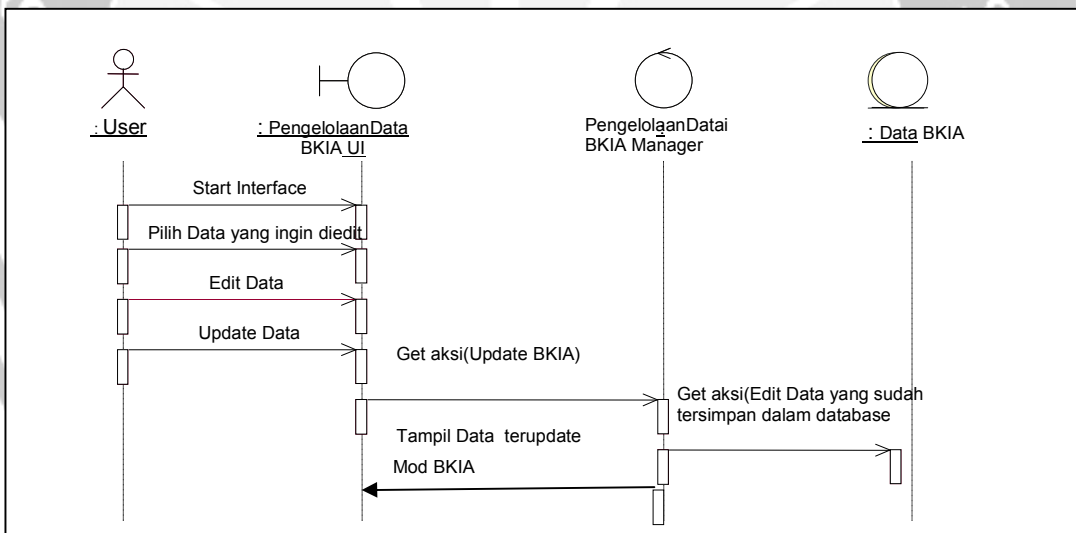 : User
: PengelolaanData
BKIA UI
:
PengelolaanDatai
BKIA Manager
: Data BKIA
Start Interface
Pilih Data yang ingin diedit
Edit Data
Update Data
Get aksi(Update BKIA)
Get aksi(Edit Data yang sudah
tersimpan dalam database
Tampil Data terupdate
Mod BKIA